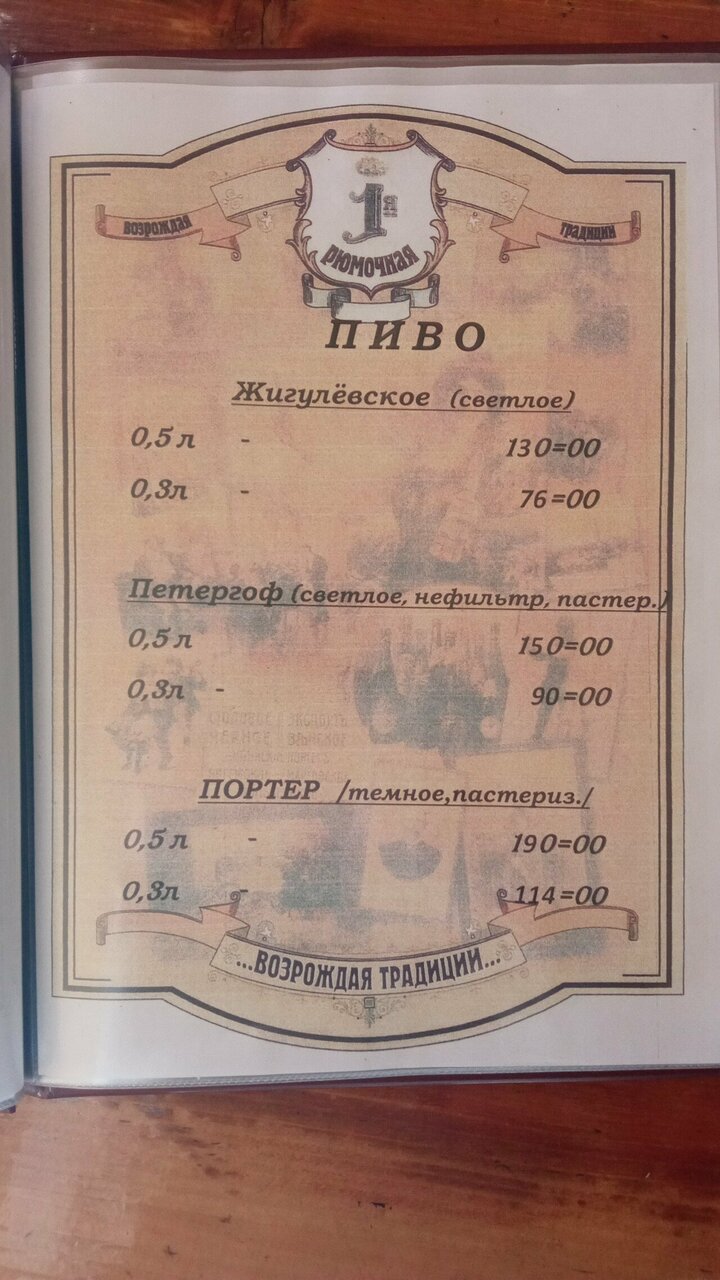 1я
рюмочная
возрождая
традиции
ПИВО
Жигулёвское (светлое)
0,5 л - 130=00
0,3л - 76=00
Петергоф (светлое, нефильтр, пастер.)
0,5 л 150=00
0,3л - 90=00
ПОРТЕР /темное,пастериз./
0,5 л - 190=00
0,3л - 114=00
...ВОЗРОЖДАЯ ТРАДИЦИИ...